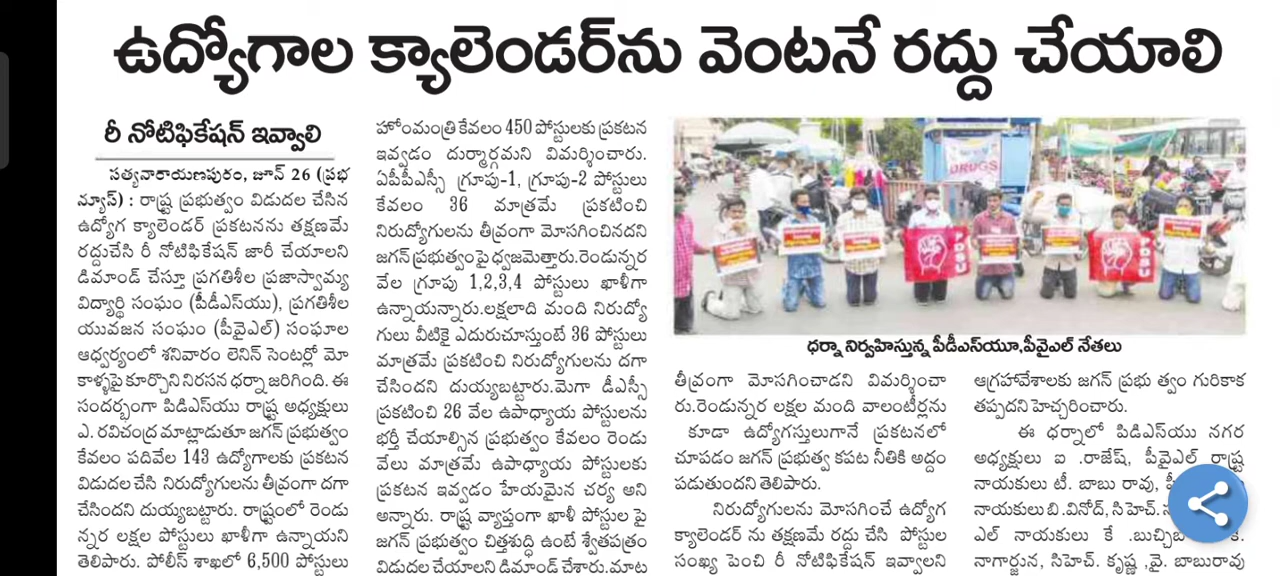 ఉద్యోగాల క్యాలెండర్‌ను వెంటనే రద్దు చేయాలి
రీ నోటిఫికేషన్ ఇవ్వాలి
సత్యనారాయణపురం, జూన్ 26 (ప్రభ
న్యూస్) : రాష్ట్ర ప్రభుత్వం విడుదల చేసిన
ఉద్యోగ క్యాలెండర్ ప్రకటనను తక్షణమే
రద్దుచేసి రీ నోటిఫికేషన్ జారీ చేయాలని
డిమాండ్ చేస్తూ ప్రగతిశీల ప్రజాస్వామ్య
విద్యార్థి సంఘం (పీడీఎస్‌యు), ప్రగతిశీల
యువజన సంఘం (పీవైఎల్) సంఘాల
ఆధ్వర్యంలో శనివారం లెనిన్ సెంటర్లో మో
కాళ్ళపై కూర్చొని నిరసన ధర్నా జరిగింది. ఈ
సందర్భంగా పిడిఎస్‌యు రాష్ట్ర అధ్యక్షులు
ఎ. రవిచంద్ర మాట్లాడుతూ జగన్ ప్రభుత్వం
కేవలం పదివేల 143 ఉద్యోగాలకు ప్రకటన
విడుదల చేసి నిరుద్యోగులను తీవ్రంగా దగా
చేసిందని దుయ్యబట్టారు. రాష్ట్రంలో రెండు
న్నర లక్షల పోస్టులు ఖాళీగా ఉన్నాయని
తెలిపారు. పోలీస్ శాఖలో 6,500 పోస్టులు
హోంమంత్రి కేవలం 450 పోస్టులకు ప్రకటన
ఇవ్వడం దుర్మార్గమని విమర్శించారు.
ఏపీపీఎస్సీ గ్రూపు-1, గ్రూపు-2 పోస్టులు
కేవలం 36 మాత్రమే ప్రకటించి
నిరుద్యోగులను తీవ్రంగా మోసగించినదని
జగన్ ప్రభుత్వంపై ధ్వజమెత్తారు.రెండున్నర
వేల గ్రూపు 1,2,3,4 పోస్టులు ఖాళీగా
ఉన్నాయన్నారు.లక్షలాది మంది నిరుద్యో
గులు వీటికై ఎదురుచూస్తుంటే 36 పోస్టులు
మాత్రమే ప్రకటించి నిరుద్యోగులను దగా
చేసిందని దుయ్యబట్టారు.మెగా డీఎస్సీ
ప్రకటించి 26 వేల ఉపాధ్యాయ పోస్టులను
భర్తీ చేయాల్సిన ప్రభుత్వం కేవలం రెండు
వేలు మాత్రమే ఉపాధ్యాయ పోస్టులకు
ప్రకటన ఇవ్వడం హేయమైన చర్య అని
అన్నారు. రాష్ట్ర వ్యాప్తంగా ఖాళీ పోస్టుల పై
జగన్ ప్రభుత్వం చిత్తశుద్ధి ఉంటే శ్వేతపత్రం
విడుదల చేయాలని డిమాండ్ చేశారు.మాట
DRUGS
PDSU
PDSU
ధర్నా నిర్వహిస్తున్న పీడీఎస్‌యూ,పీవైఎల్ నేతలు
తీవ్రంగా మోసగించాడని విమర్శించా
రు.రెండున్నర లక్షల మంది వాలంటీర్లను
కూడా ఉద్యోగస్తులుగానే ప్రకటనలో
చూపడం జగన్ ప్రభుత్వ కపట నీతికి అద్దం
పడుతుందని తెలిపారు.
నిరుద్యోగులను మోసగించే ఉద్యోగ
క్యాలెండర్ ను తక్షణమే రద్దు చేసి పోస్టుల
సంఖ్య పెంచి రీ నోటిఫికేషన్ ఇవ్వాలని
ఆగ్రహావేశాలకు జగన్ ప్రభు త్వం గురికాక
తప్పదని హెచ్చరించారు.
ఈ ధర్నాలో పిడిఎస్‌యు నగర
అధ్యక్షులు ఐ .రాజేష్, పీవైఎల్ రాష్ట్ర
నాయకులు టి. బాబు రావు,
నాయకులు బి.వినోద్, సిహెచ్.
ఎల్ నాయకులు కే .బుచ్చిబ కె.
నాగార్జున, సిహెచ్. కృష్ణ ,వై. బాబురావు